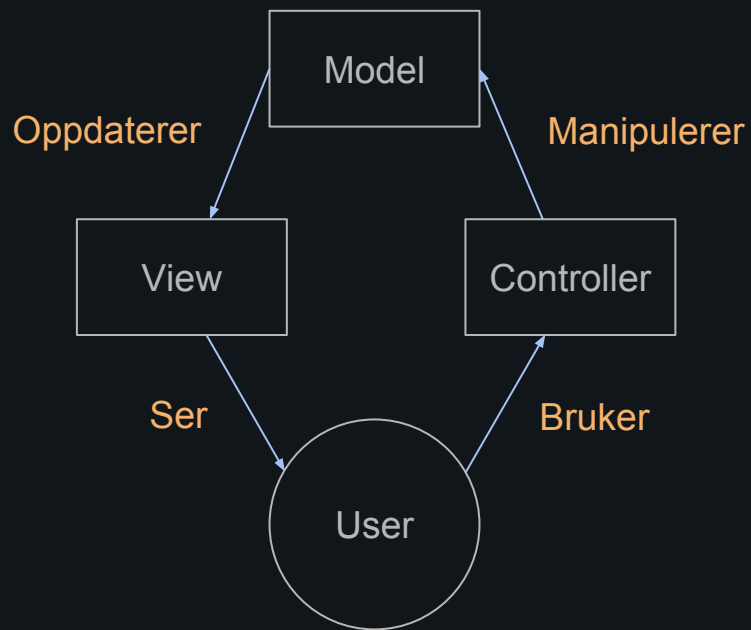 Model
Oppdaterer
Manipulerer
View
Controller
Ser
Bruker
User